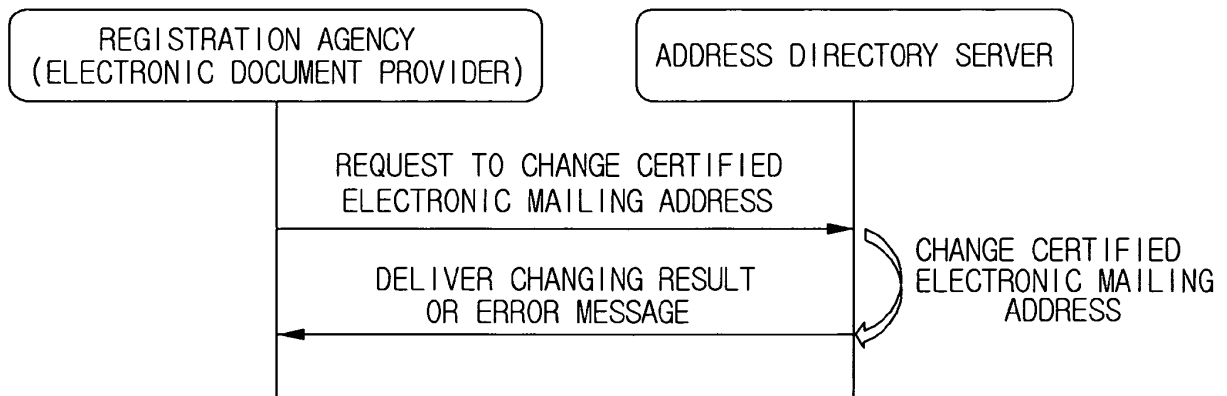 REGISTRATION AGENCY
(ELECTRONIC DOCUMENT PROVIDER)
ADDRESS DIRECTORY SERVER
REQUEST TO CHANGE CERTIFIED
ELECTRONIC MAILING ADDRESS
CHANGE CERTIFIED
ELECTRONIC MAILING
ADDRESS
DELIVER CHANGING RESULT
OR ERROR MESSAGE